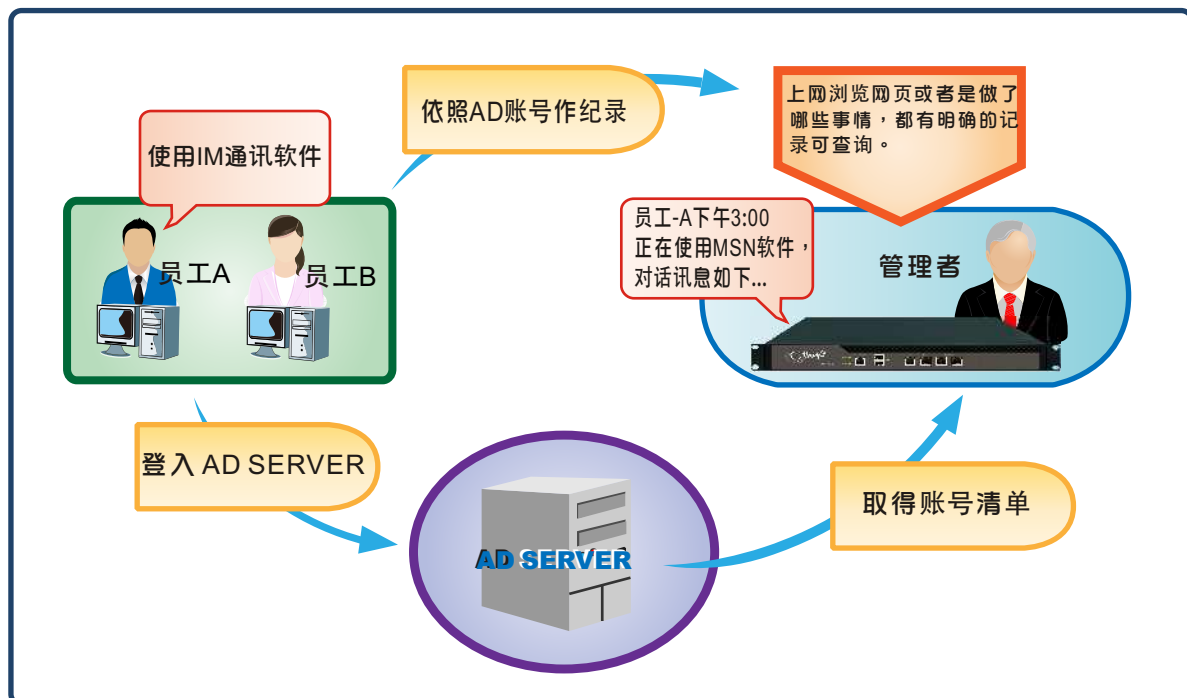 依照AD账号作纪录
上网浏览网页或者是做了
哪些事情，都有明确的记
录可查询。
使用IM通讯软件
员工A
员工B
员工-A下午3:00
正在使用MSN软件，
对话讯息如下...
管理者
登入 AD SERVER
AD SERVER
取得账号清单